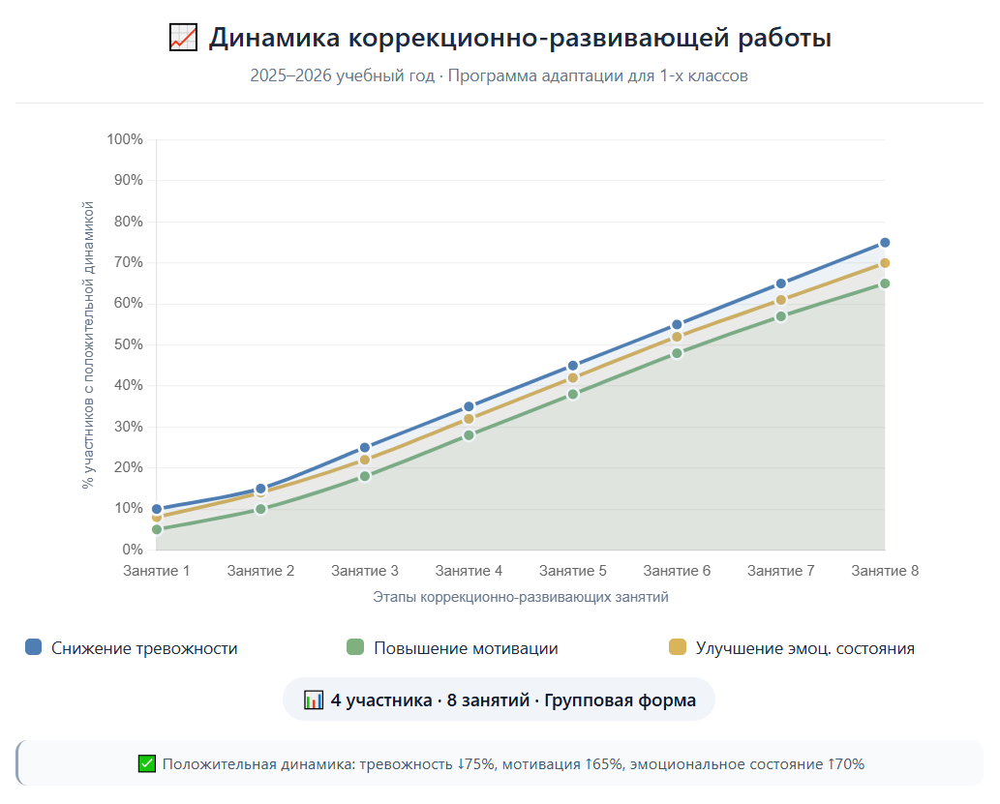 📈 Динамика коррекционно-развивающей работы
2025–2026 учебный год · Программа адаптации для 1-х классов
% участников с положительной динамикой
100%
90%
80%
70%
60%
50%
40%
30%
20%
10%
0%
Занятие 1 Занятие 2 Занятие 3 Занятие 4 Занятие 5 Занятие 6 Занятие 7 Занятие 8
Этапы коррекционно-развивающих занятий
Снижение тревожности Повышение мотивации Улучшение эмоц. состояния
📊 4 участника · 8 занятий · Групповая форма
✅ Положительная динамика: тревожность ↓75%, мотивация ↑65%, эмоциональное состояние ↑70%